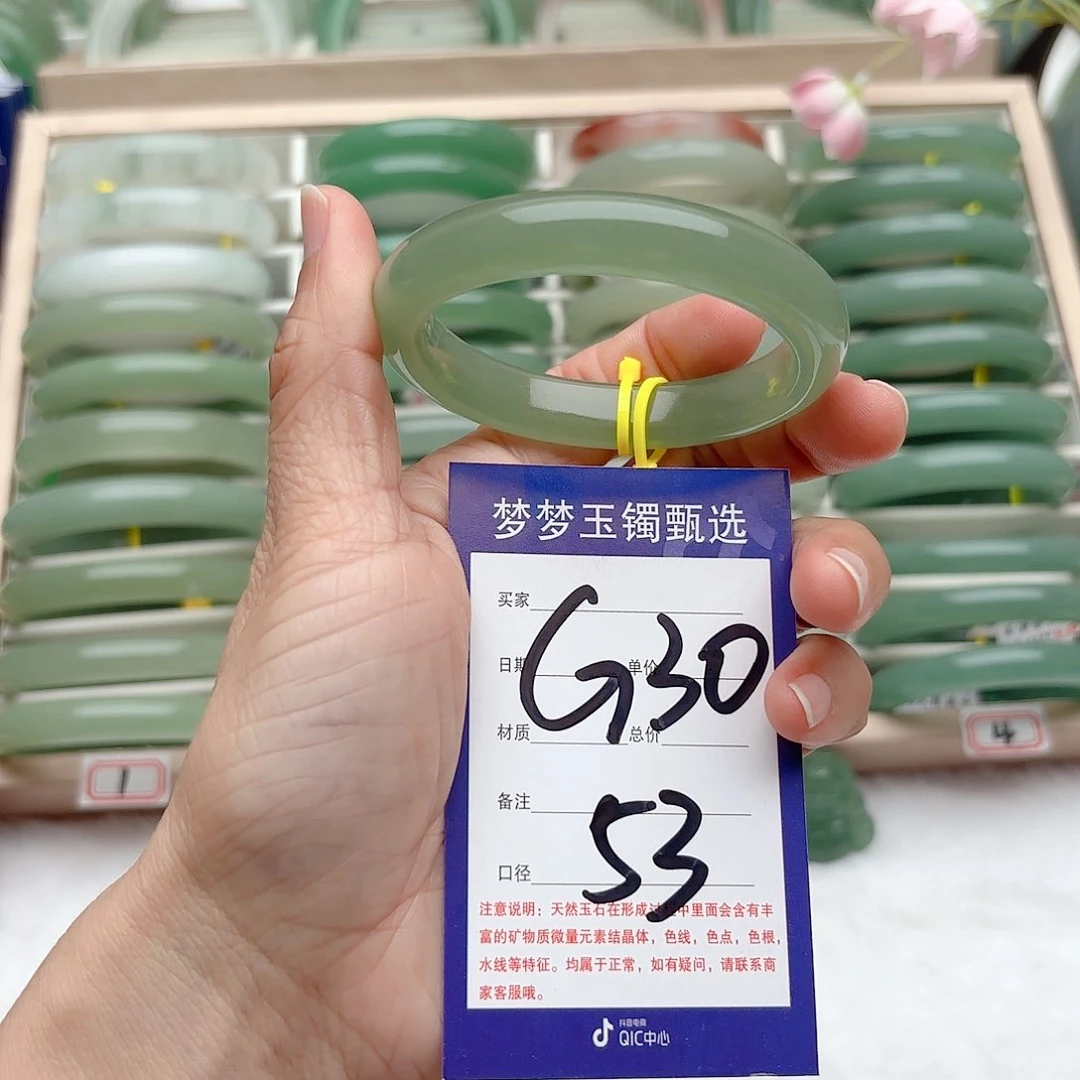 梦梦玉镯甄选
买家
G30
日期 单价
材质 总价
备注
53
口径
注意说明：天然玉石在形成过程中里面会含有丰
富的矿物质微量元素结晶体，色线，色点，色根，
水线等特征。均属于正常，如有疑问，请联系商
家客服哦。
抖音电商
QIC中心
1
4